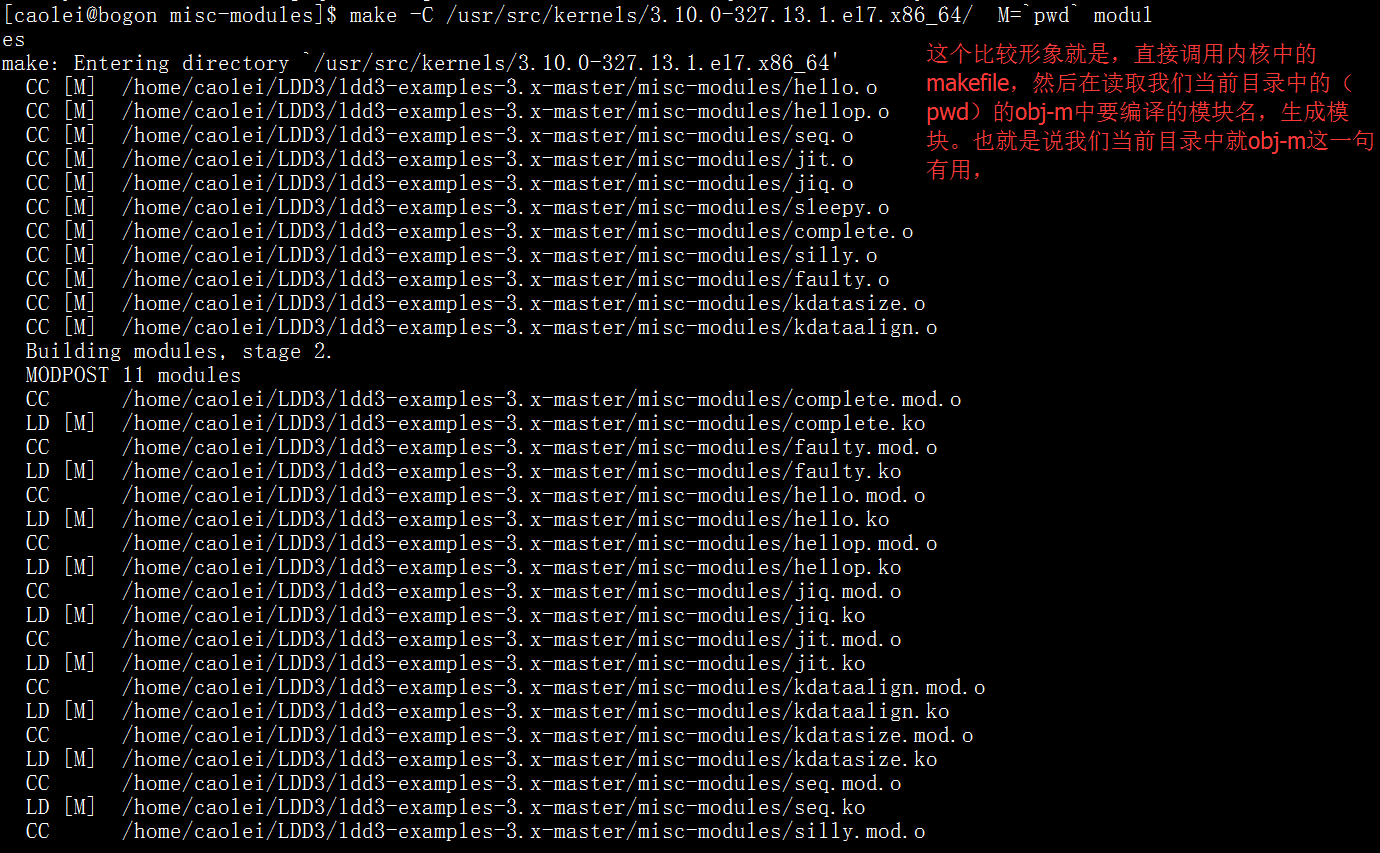 [caolei@bogon misc-modules]$ make -C /usr/src/kernels/3.10.0-327.13.1.el7.x86_64/  M=`pwd` modul
es
make: Entering directory `/usr/src/kernels/3.10.0-327.13.1.el7.x86_64'
这个比较形象就是，直接调用内核中的
makefile，然后在读取我们当前目录中的（
pwd）的obj-m中要编译的模块名，生成模
块。也就是说我们当前目录中就obj-m这一句
有用，
CC [M]  /home/caolei/LDD3/ldd3-examples-3.x-master/misc-modules/hello.o
CC [M]  /home/caolei/LDD3/ldd3-examples-3.x-master/misc-modules/hellop.o
CC [M]  /home/caolei/LDD3/ldd3-examples-3.x-master/misc-modules/seq.o
CC [M]  /home/caolei/LDD3/ldd3-examples-3.x-master/misc-modules/jit.o
CC [M]  /home/caolei/LDD3/ldd3-examples-3.x-master/misc-modules/jiq.o
CC [M]  /home/caolei/LDD3/ldd3-examples-3.x-master/misc-modules/sleepy.o
CC [M]  /home/caolei/LDD3/ldd3-examples-3.x-master/misc-modules/complete.o
CC [M]  /home/caolei/LDD3/ldd3-examples-3.x-master/misc-modules/silly.o
CC [M]  /home/caolei/LDD3/ldd3-examples-3.x-master/misc-modules/faulty.o
CC [M]  /home/caolei/LDD3/ldd3-examples-3.x-master/misc-modules/kdatasize.o
CC [M]  /home/caolei/LDD3/ldd3-examples-3.x-master/misc-modules/kdataalign.o
Building modules, stage 2.
MODPOST 11 modules
CC      /home/caolei/LDD3/ldd3-examples-3.x-master/misc-modules/complete.mod.o
LD [M]  /home/caolei/LDD3/ldd3-examples-3.x-master/misc-modules/complete.ko
CC      /home/caolei/LDD3/ldd3-examples-3.x-master/misc-modules/faulty.mod.o
LD [M]  /home/caolei/LDD3/ldd3-examples-3.x-master/misc-modules/faulty.ko
CC      /home/caolei/LDD3/ldd3-examples-3.x-master/misc-modules/hello.mod.o
LD [M]  /home/caolei/LDD3/ldd3-examples-3.x-master/misc-modules/hello.ko
CC      /home/caolei/LDD3/ldd3-examples-3.x-master/misc-modules/hellop.mod.o
LD [M]  /home/caolei/LDD3/ldd3-examples-3.x-master/misc-modules/hellop.ko
CC      /home/caolei/LDD3/ldd3-examples-3.x-master/misc-modules/jiq.mod.o
LD [M]  /home/caolei/LDD3/ldd3-examples-3.x-master/misc-modules/jiq.ko
CC      /home/caolei/LDD3/ldd3-examples-3.x-master/misc-modules/jit.mod.o
LD [M]  /home/caolei/LDD3/ldd3-examples-3.x-master/misc-modules/jit.ko
CC      /home/caolei/LDD3/ldd3-examples-3.x-master/misc-modules/kdataalign.mod.o
LD [M]  /home/caolei/LDD3/ldd3-examples-3.x-master/misc-modules/kdataalign.ko
CC      /home/caolei/LDD3/ldd3-examples-3.x-master/misc-modules/kdatasize.mod.o
LD [M]  /home/caolei/LDD3/ldd3-examples-3.x-master/misc-modules/kdatasize.ko
CC      /home/caolei/LDD3/ldd3-examples-3.x-master/misc-modules/seq.mod.o
LD [M]  /home/caolei/LDD3/ldd3-examples-3.x-master/misc-modules/seq.ko
CC      /home/caolei/LDD3/ldd3-examples-3.x-master/misc-modules/silly.mod.o